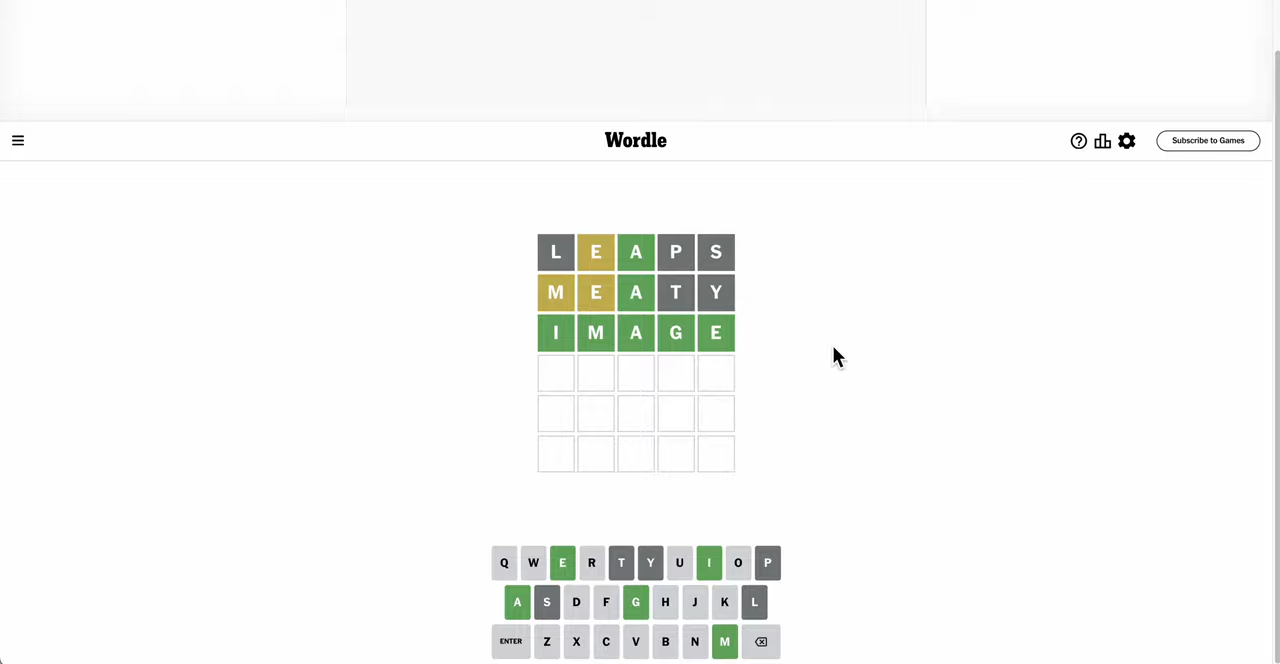 Wordle
Subscribe to Games
L E A P S
M E A T Y
I M A G E
Q W E R T Y U I O P
A S D F G H J K L
ENTER Z X C V B N M